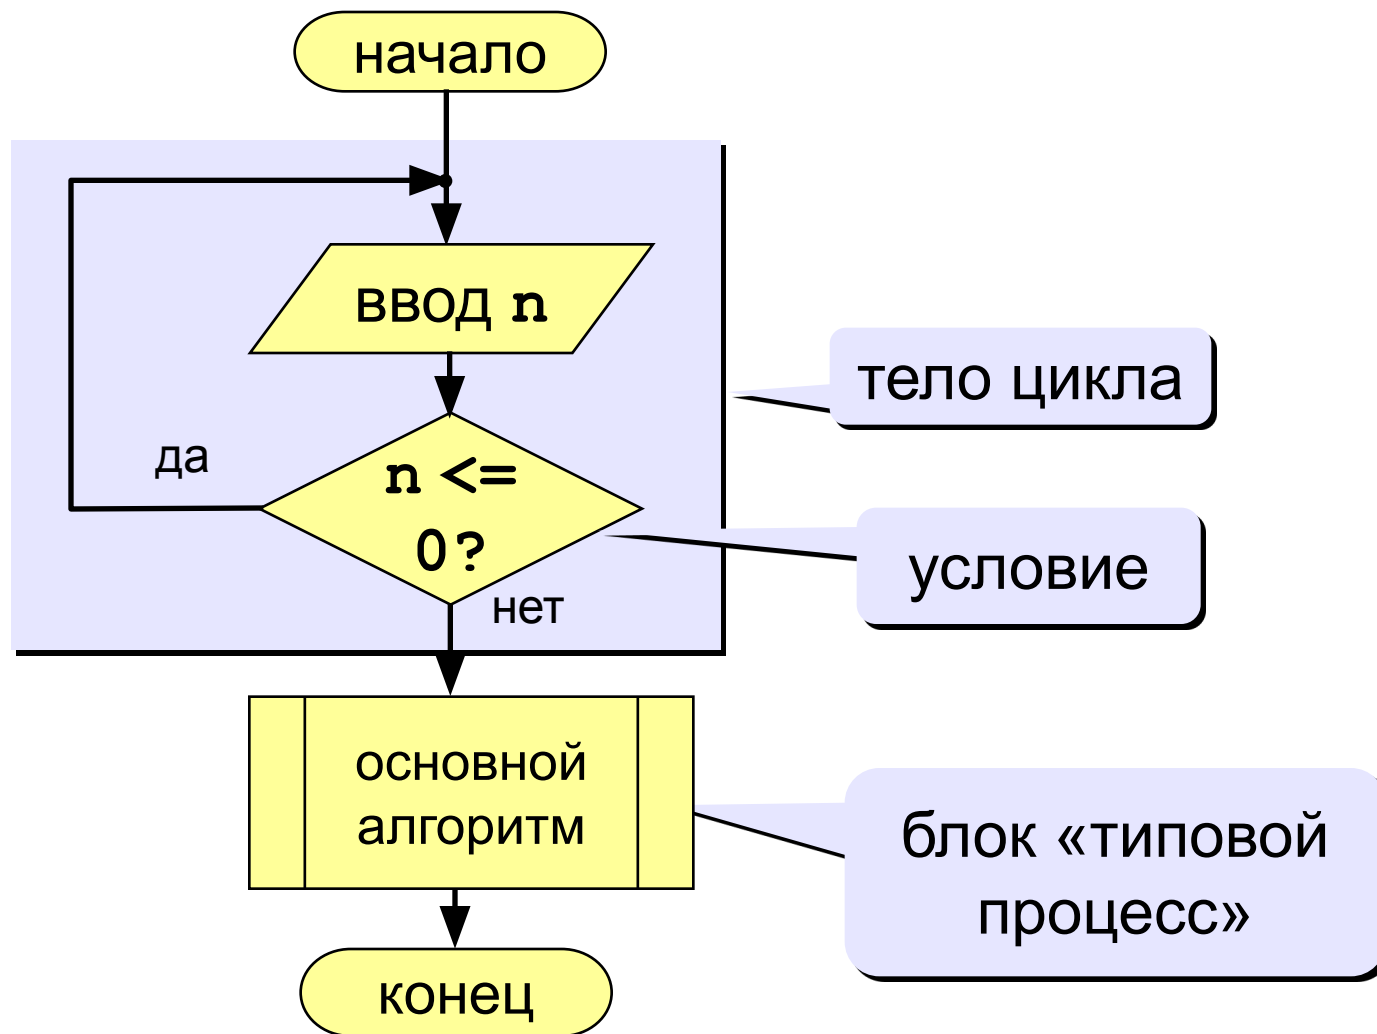 начало
ввод n
тело цикла
да
n <=
0?
условие
нет
основной
алгоритм
блок «типовой
процесс»
конец